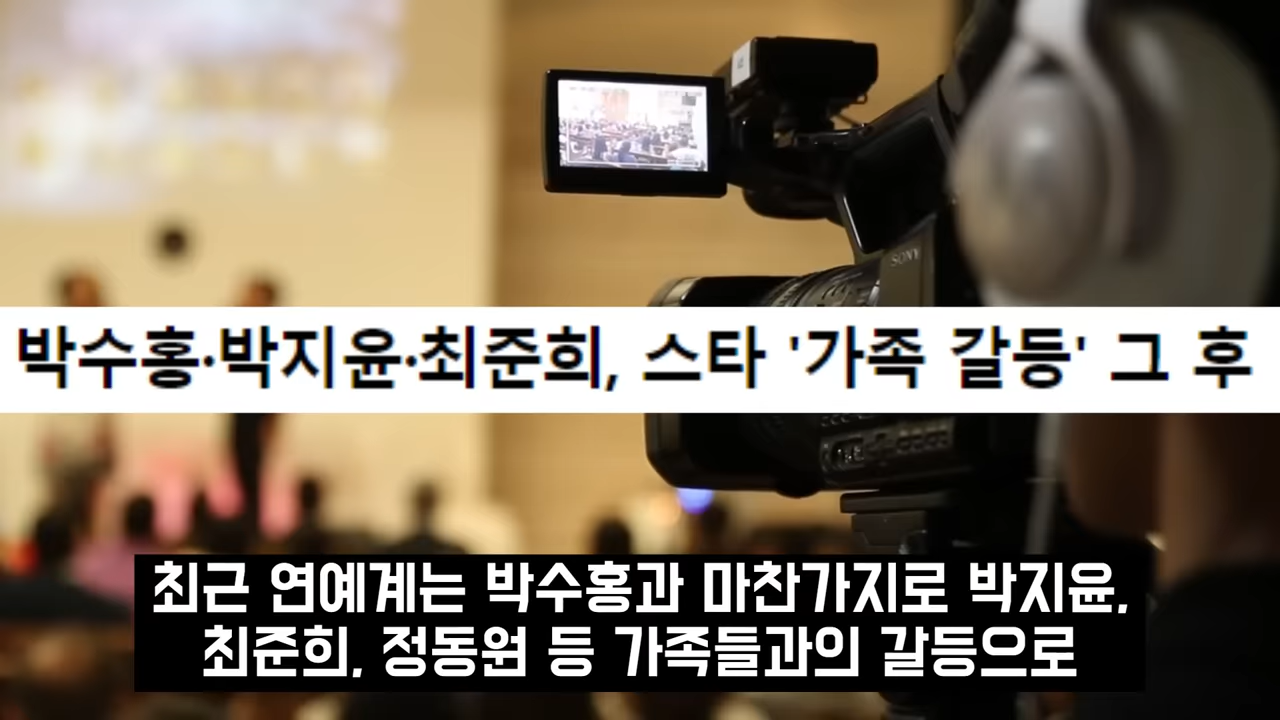 SONY
박수홍·박지윤·최준희, 스타 '가족 갈등' 그 후
최근 연예계는 박수홍과 마찬가지로 박지윤,
최준희, 정동원 등 가족들과의 갈등으로